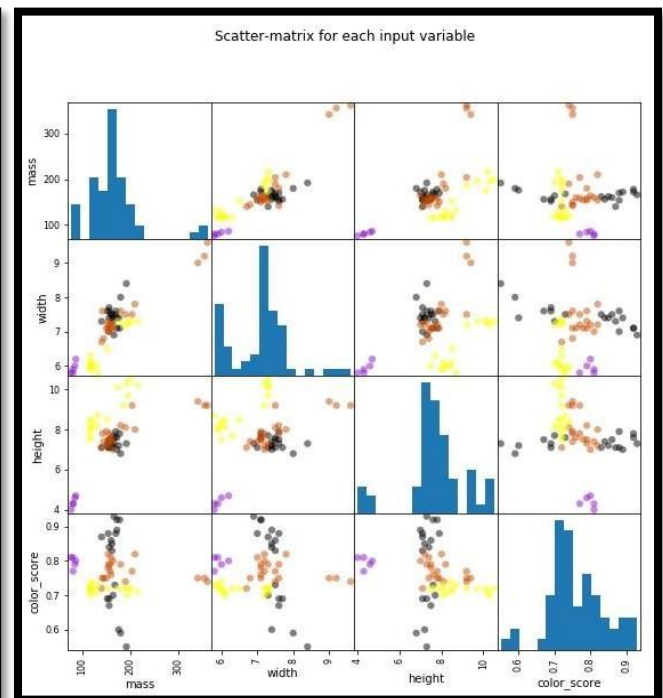 Scatter-matrix for each input variable
mass
300
200
100
width
9
8
7
6
height
10
8
6
4
color_score
0.9
0.8
0.7
0.6
100 200 300 6 7 8 9 4 6 8 10 0.6 0.7 0.8 0.9
mass width height color_score